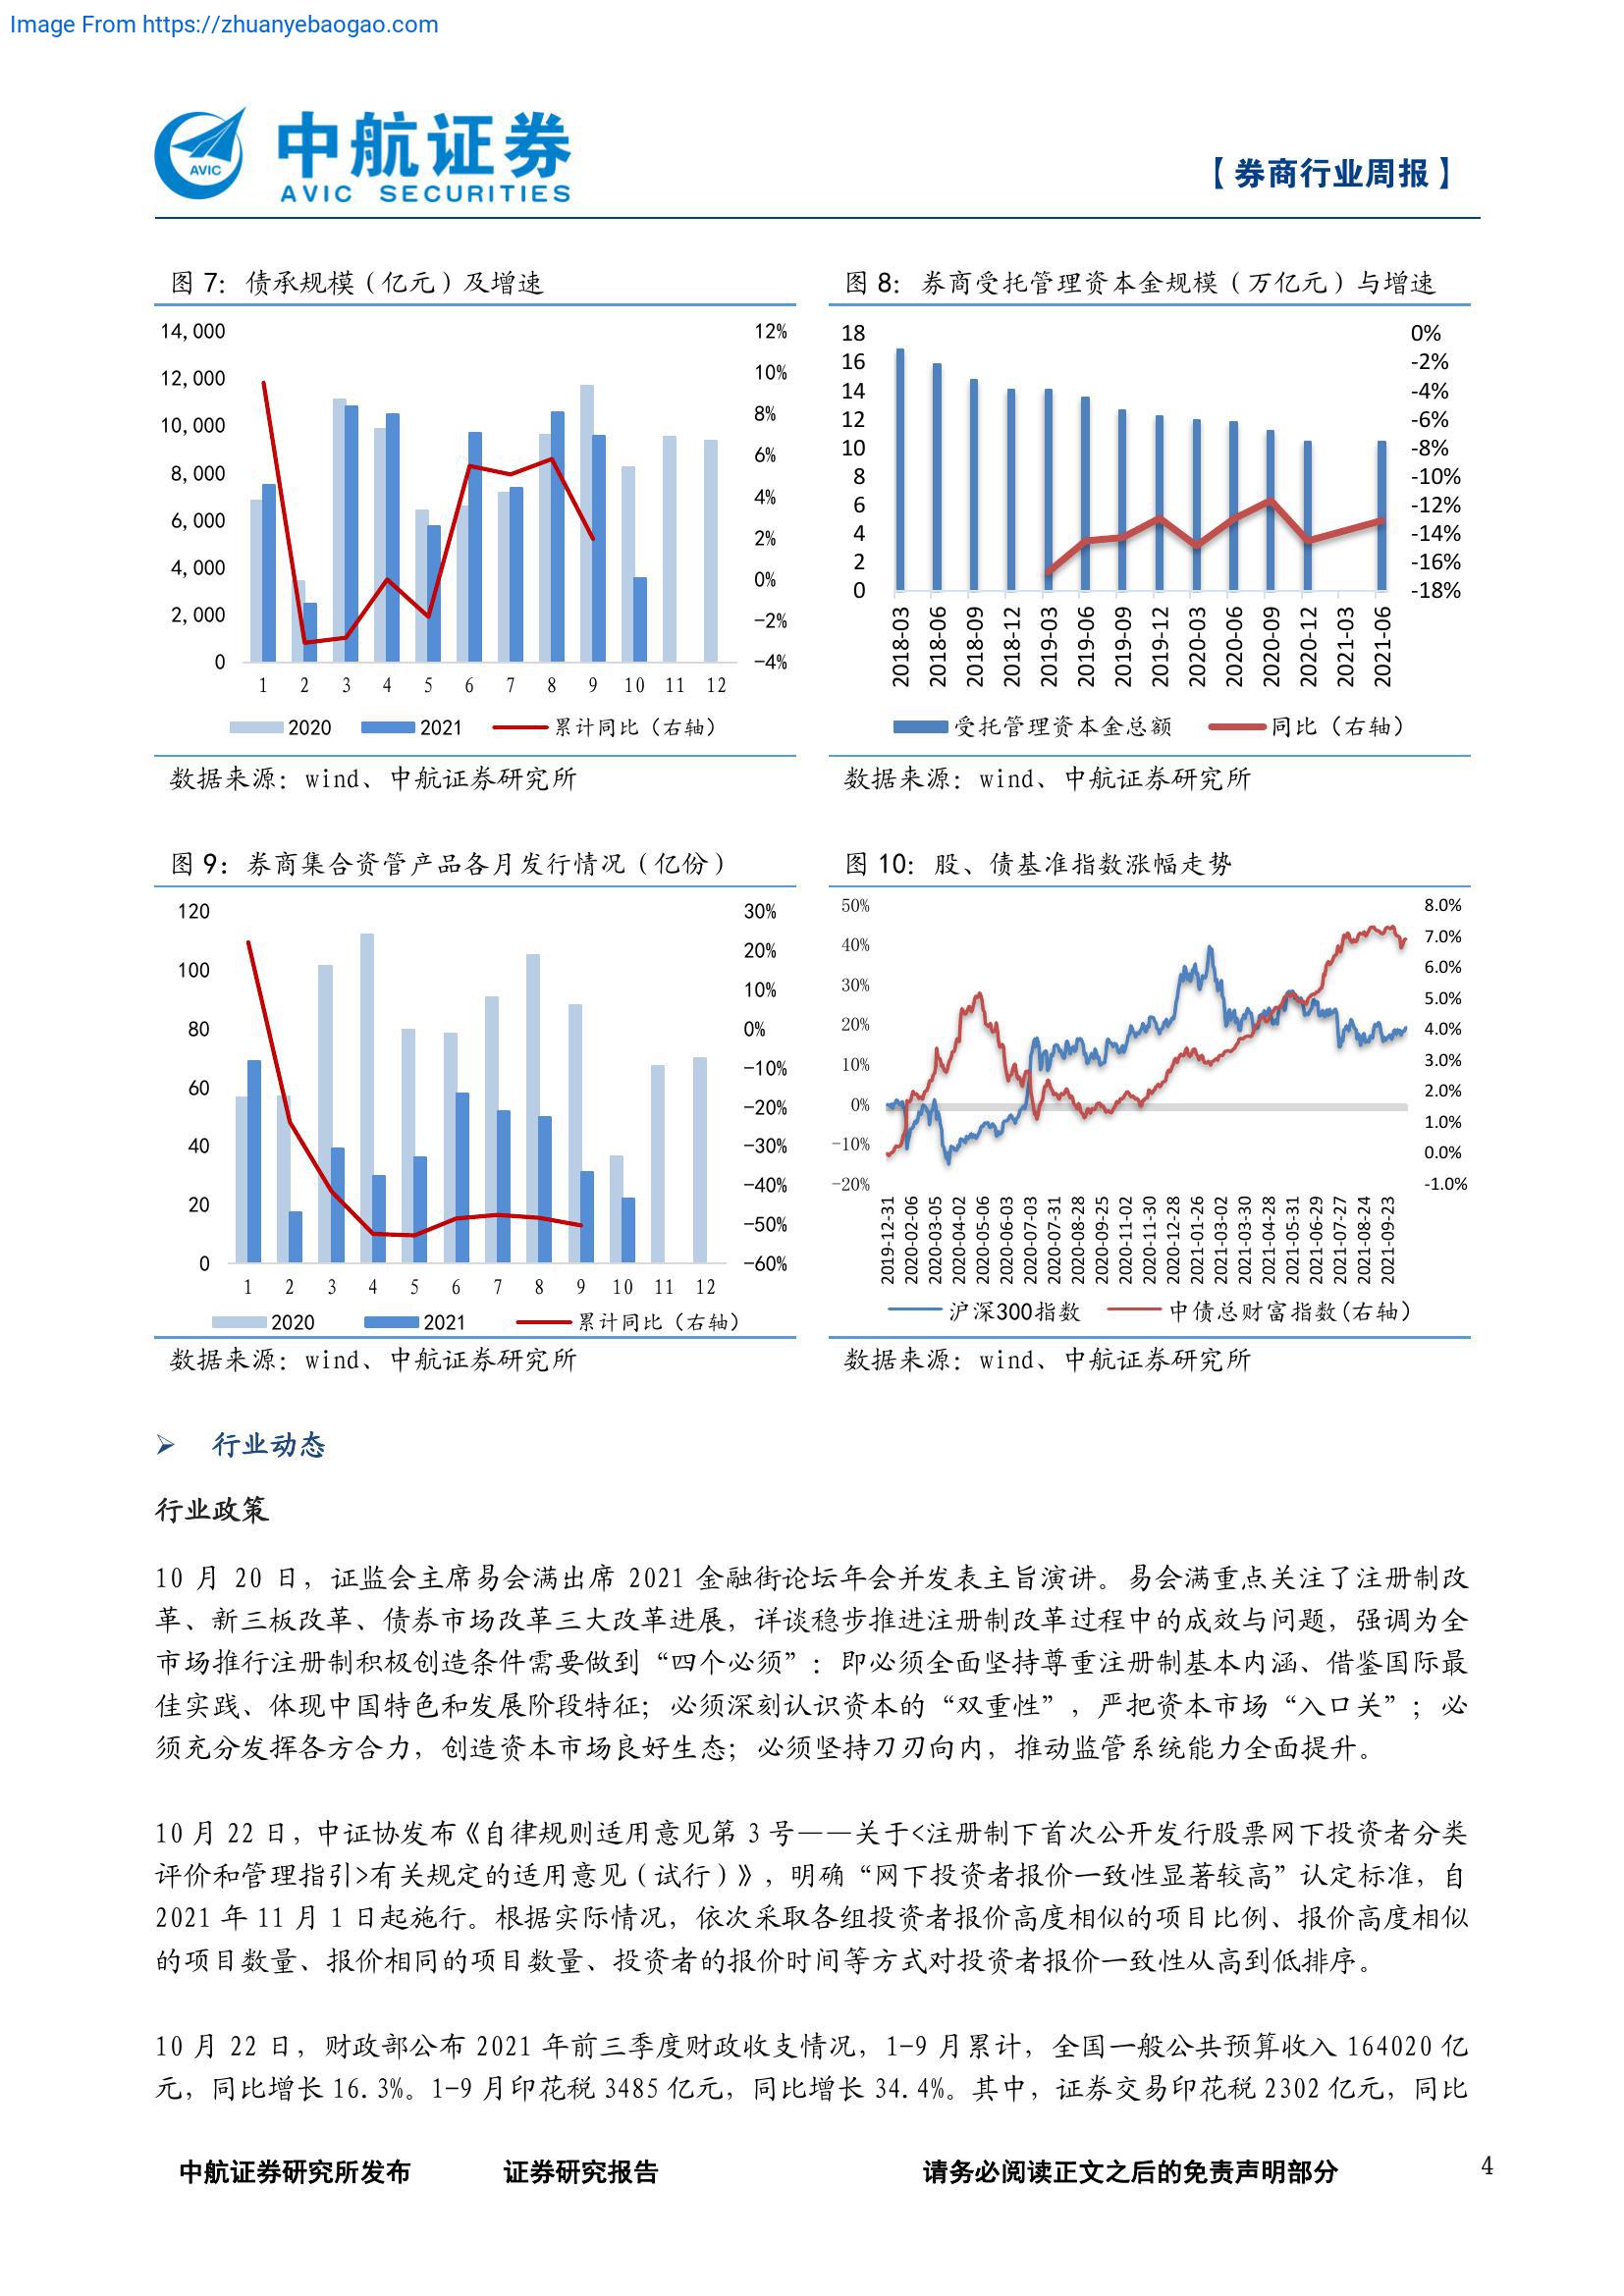 Image From https://zhuanyebaogao.com
AVIC
中航证券
AVIC SECURITIES
【券商行业周报】
图 7：债承规模（亿元）及增速
14,000
12,000
10,000
8,000
6,000
4,000
2,000
0
12%
10%
8%
6%
4%
2%
0%
-2%
-4%
1 2 3 4 5 6 7 8 9 10 11 12
2020 2021 累计同比（右轴）
数据来源：wind、中航证券研究所
图 8：券商受托管理资本金规模（万亿元）与增速
18
16
14
12
10
8
6
4
2
0
0%
-2%
-4%
-6%
-8%
-10%
-12%
-14%
-16%
-18%
2018-03 2018-06 2018-09 2018-12 2019-03 2019-06 2019-09 2019-12 2020-03 2020-06 2020-09 2020-12 2021-03 2021-06
受托管理资本金总额 同比（右轴）
数据来源：wind、中航证券研究所
图 9：券商集合资管产品各月发行情况（亿份）
120
100
80
60
40
20
0
30%
20%
10%
0%
-10%
-20%
-30%
-40%
-50%
-60%
1 2 3 4 5 6 7 8 9 10 11 12
2020 2021 累计同比（右轴）
数据来源：wind、中航证券研究所
图 10：股、债基准指数涨幅走势
50%
40%
30%
20%
10%
0%
-10%
-20%
8.0%
7.0%
6.0%
5.0%
4.0%
3.0%
2.0%
1.0%
0.0%
-1.0%
2019-12-31 2020-02-06 2020-03-05 2020-04-02 2020-05-06 2020-06-03 2020-07-03 2020-07-31 2020-08-28 2020-09-25 2020-11-02 2020-11-30 2020-12-28 2021-01-26 2021-03-02 2021-03-30 2021-04-28 2021-05-31 2021-06-29 2021-07-27 2021-08-24 2021-09-23
沪深300指数 中债总财富指数(右轴)
数据来源：wind、中航证券研究所
➢ 行业动态
行业政策
10 月 20 日，证监会主席易会满出席 2021 金融街论坛年会并发表主旨演讲。易会满重点关注了注册制改
革、新三板改革、债券市场改革三大改革进展，详谈稳步推进注册制改革过程中的成效与问题，强调为全
市场推行注册制积极创造条件需要做到“四个必须”：即必须全面坚持尊重注册制基本内涵、借鉴国际最
佳实践、体现中国特色和发展阶段特征；必须深刻认识资本的“双重性”，严把资本市场“入口关”；必
须充分发挥各方合力，创造资本市场良好生态；必须坚持刀刃向内，推动监管系统能力全面提升。
10 月 22 日，中证协发布《自律规则适用意见第 3 号——关于<注册制下首次公开发行股票网下投资者分类
评价和管理指引>有关规定的适用意见（试行）》，明确“网下投资者报价一致性显著较高”认定标准，自
2021 年 11 月 1 日起施行。根据实际情况，依次采取各组投资者报价高度相似的项目比例、报价高度相似
的项目数量、报价相同的项目数量、投资者的报价时间等方式对投资者报价一致性从高到低排序。
10 月 22 日，财政部公布 2021 年前三季度财政收支情况，1-9 月累计，全国一般公共预算收入 164020 亿
元，同比增长 16.3%。1-9 月印花税 3485 亿元，同比增长 34.4%。其中，证券交易印花税 2302 亿元，同比
中航证券研究所发布 证券研究报告 请务必阅读正文之后的免责声明部分 4